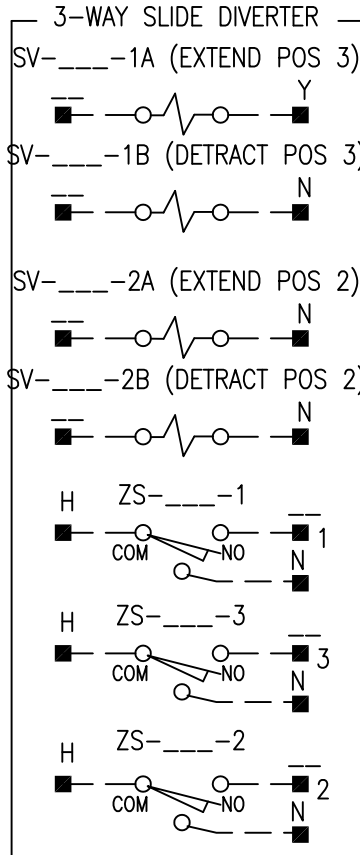 3-WAY SLIDE DIVERTER
SV-___-1A (EXTEND POS 3)
__ Y
SV-___-1B (DETRACT POS 3)
__ N
SV-___-2A (EXTEND POS 2)
__ N
SV-___-2B (DETRACT POS 2)
__ N
ZS-___-1
H __
COM NO 1
N
ZS-___-3
H __
COM NO 3
N
ZS-___-2
H __
COM NO 2
N